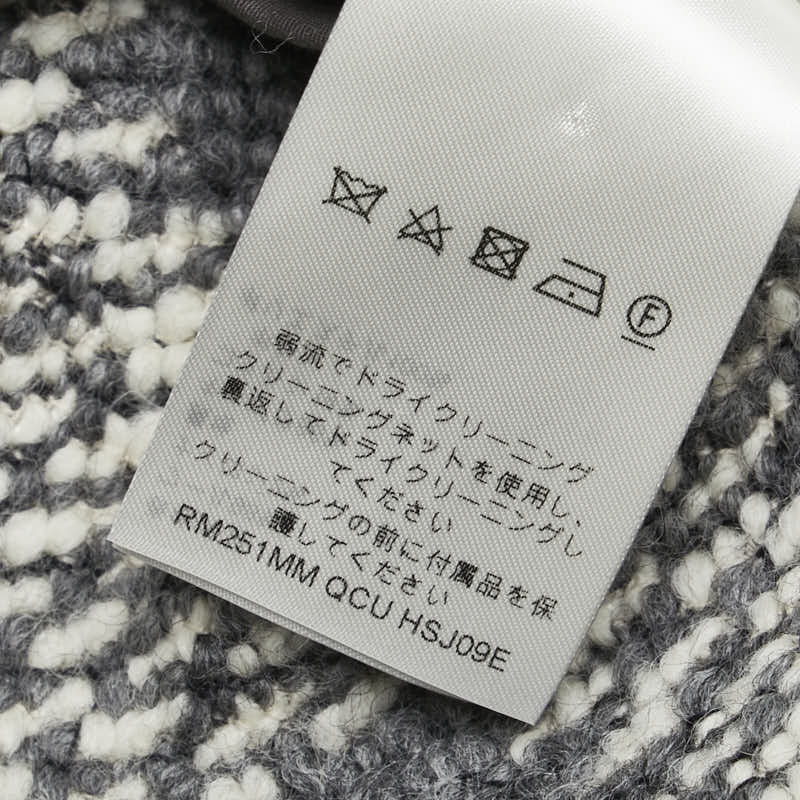 F
弱流でドライクリーニング
クリーニングネットを使用し、
裏返してドライクリーニングし
てください
クリーニングの前に付属品を保
護してください
RM251MM QCU HSJ09E